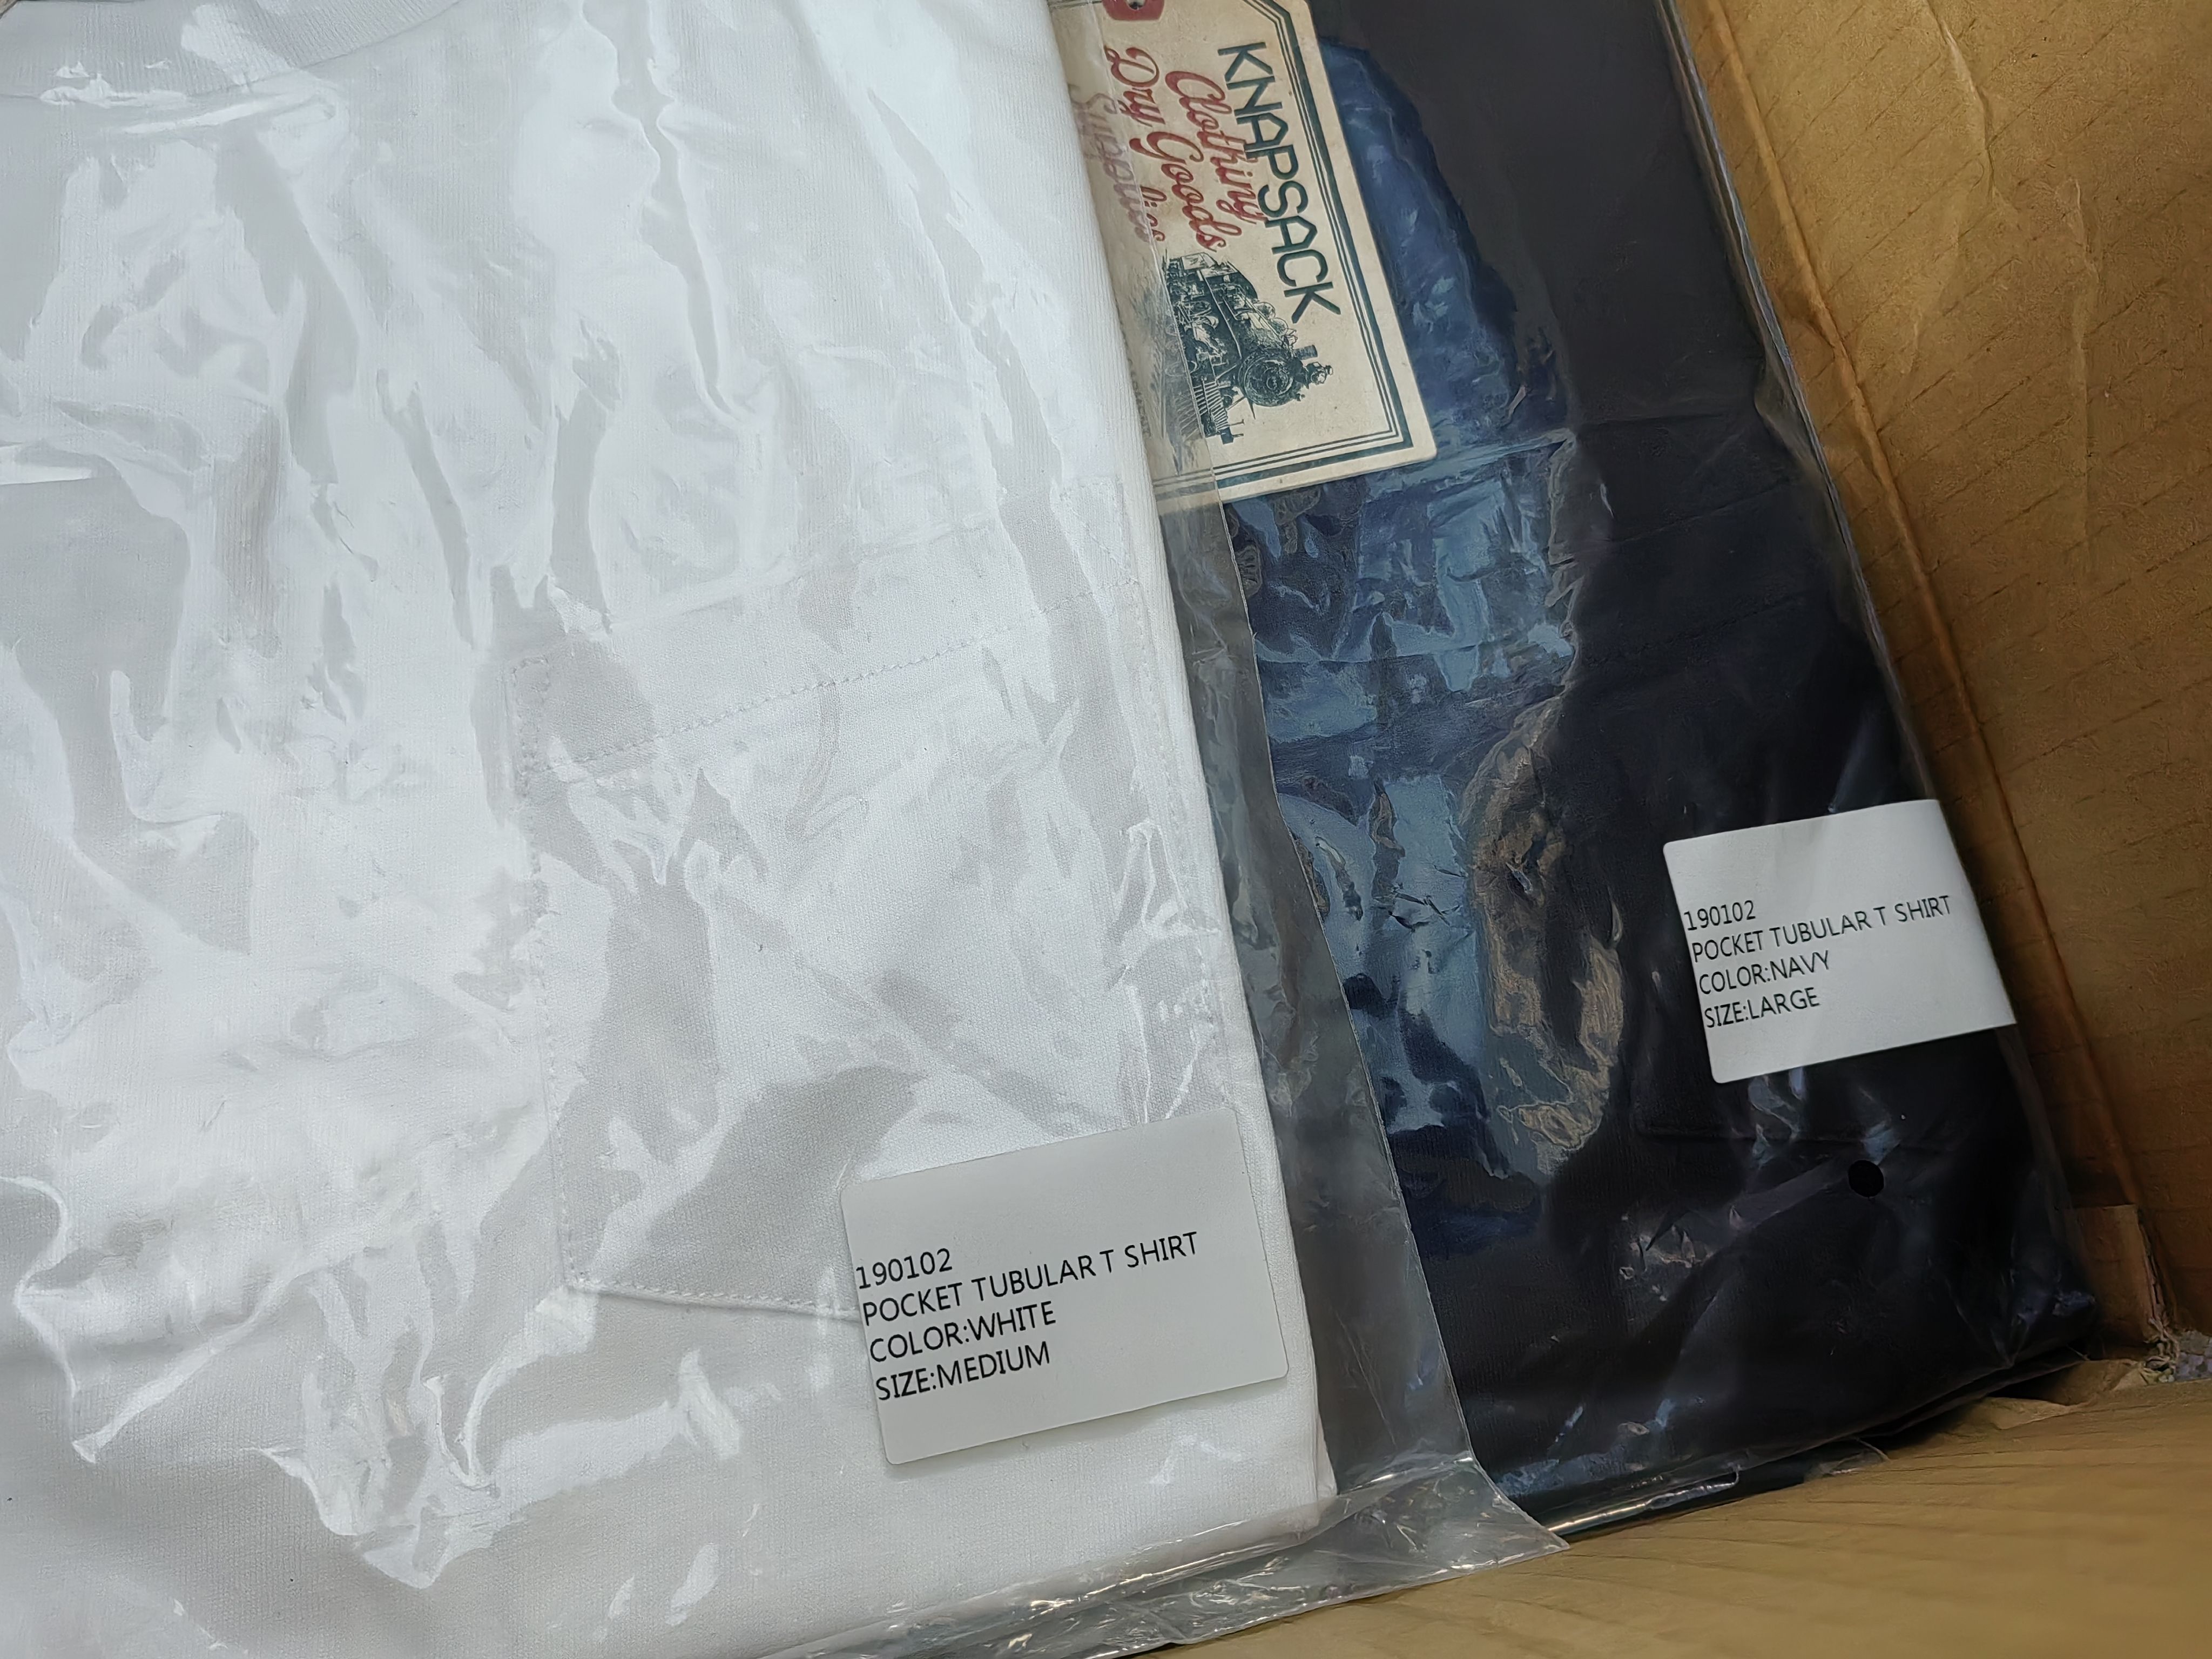 KNAPSACK
Clothing
Dry Goods
Supplies
190102
POCKET TUBULAR T SHIRT
COLOR:NAVY
SIZE:LARGE
190102
POCKET TUBULAR T SHIRT
COLOR:WHITE
SIZE:MEDIUM